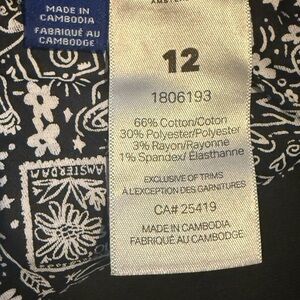 MADE IN
CAMBODIA
FABRIQUÉ AU
CAMBODGE
12
1806193
66% Cotton/Coton
30% Polyester/Polyester
3% Rayon/Rayonne
1% Spandex/Elasthanne
EXCLUSIVE OF TRIMS
À L'EXCEPTION DES GARNITURES
CA# 25419
MADE IN CAMBODIA
FABRIQUÉ AU CAMBODGE
AMSTERDAM